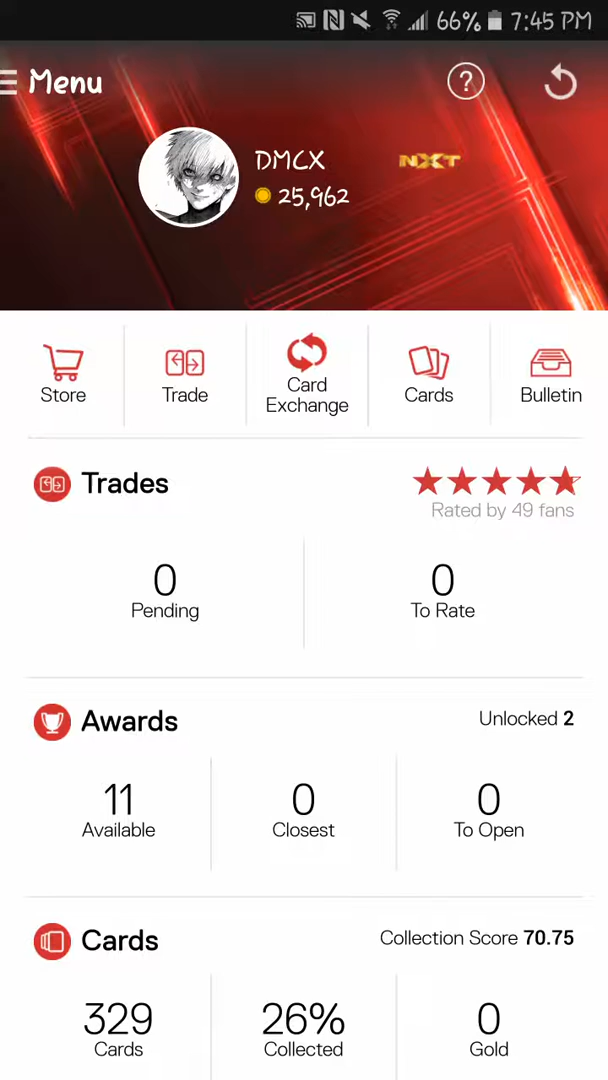 66% 7:45 PM
Menu
?
DMCX
NXT
25,962
Store
Trade
Card
Exchange
Cards
Bulletin
Trades
Rated by 49 fans
0
Pending
0
To Rate
Awards
Unlocked 2
11
Available
0
Closest
0
To Open
Cards
Collection Score 70.75
329
Cards
26%
Collected
0
Gold